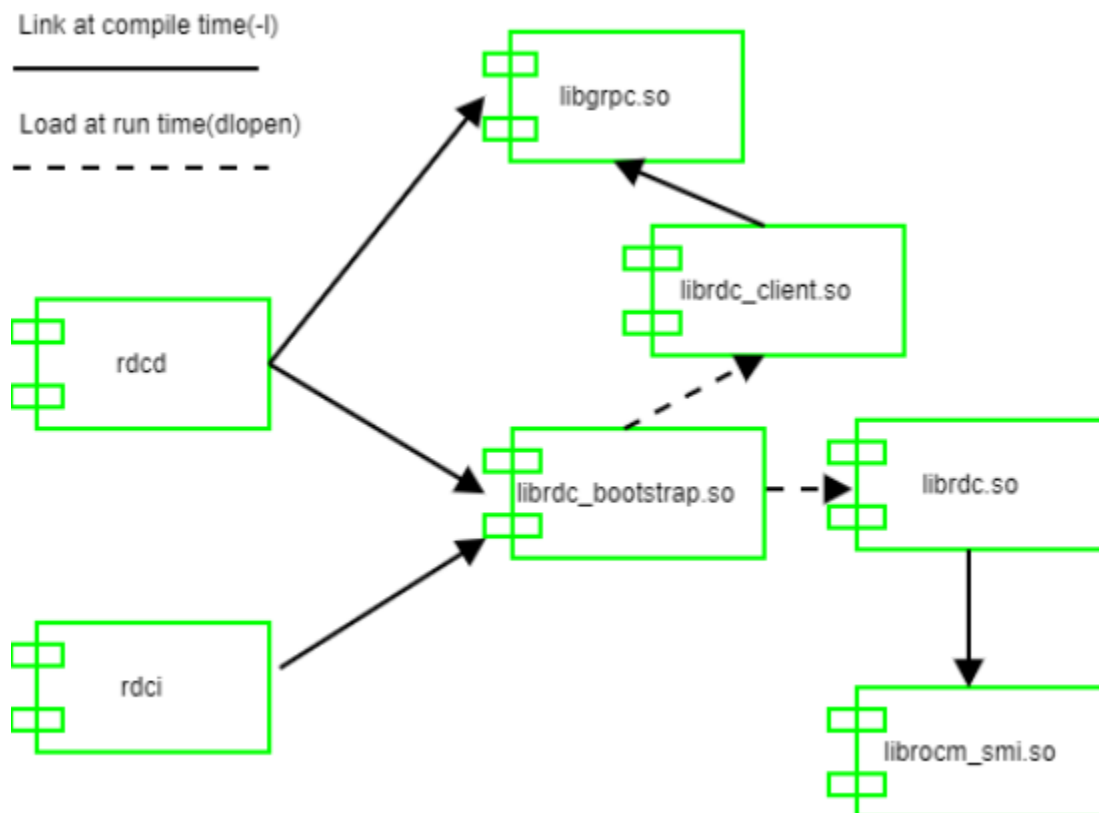 Link at compile time(-l)
libgrpc.so
Load at run time(dlopen)
librdc_client.so
rdcd
librdc_bootstrap.so
librdc.so
rdci
librocm_smi.so